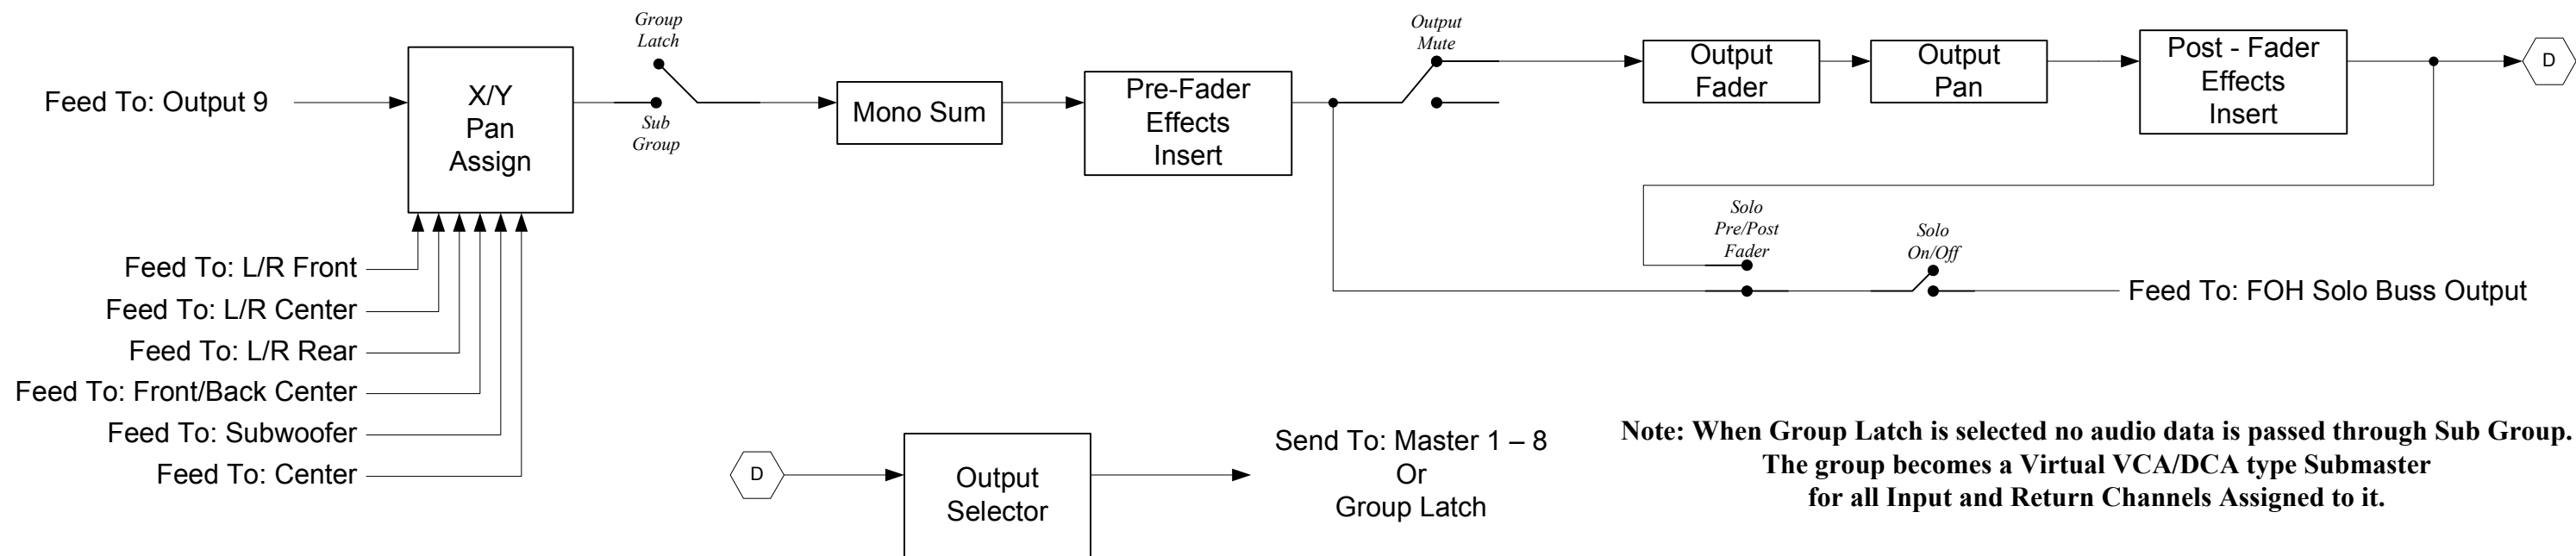 Feed To: Output 9
X/Y
Pan
Assign
Group
Latch
Sub
Group
Mono Sum
Pre-Fader
Effects
Insert
Output
Mute
Output
Fader
Output
Pan
Post - Fader
Effects
Insert
D
Feed To: L/R Front
Feed To: L/R Center
Feed To: L/R Rear
Feed To: Front/Back Center
Feed To: Subwoofer
Feed To: Center
Solo
Pre/Post
Fader
Solo
On/Off
Feed To: FOH Solo Buss Output
D
Output
Selector
Send To: Master 1 – 8
Or
Group Latch
Note: When Group Latch is selected no audio data is passed through Sub Group.
The group becomes a Virtual VCA/DCA type Submaster
for all Input and Return Channels Assigned to it.